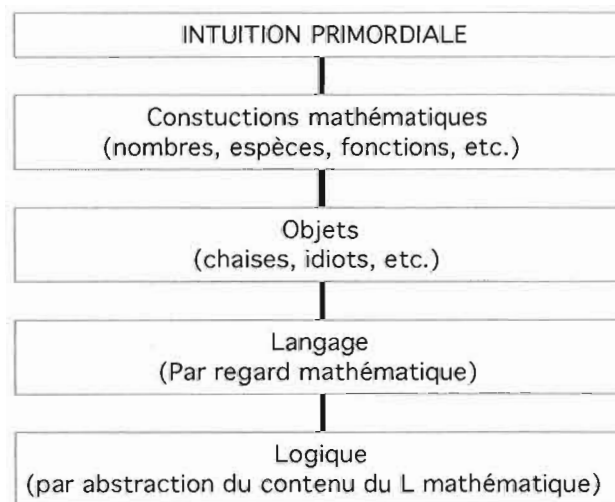 INTUITION PRIMORDIALE
Constuctions mathématiques
(nombres, espèces, fonctions, etc.)
Objets
(chaises, idiots, etc.)
Langage
(Par regard mathématique)
Logique
(par abstraction du contenu du L mathématique)